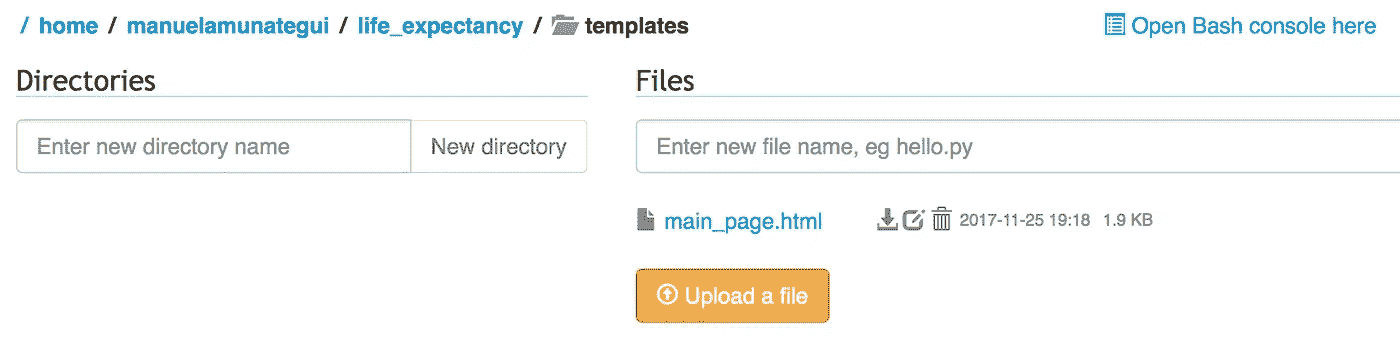 / home / manuelamunategui / life_expectancy / templates
Open Bash console here
Directories
Files
Enter new directory name
New directory
Enter new file name, eg hello.py
main_page.html 2017-11-25 19:18 1.9 KB
Upload a file